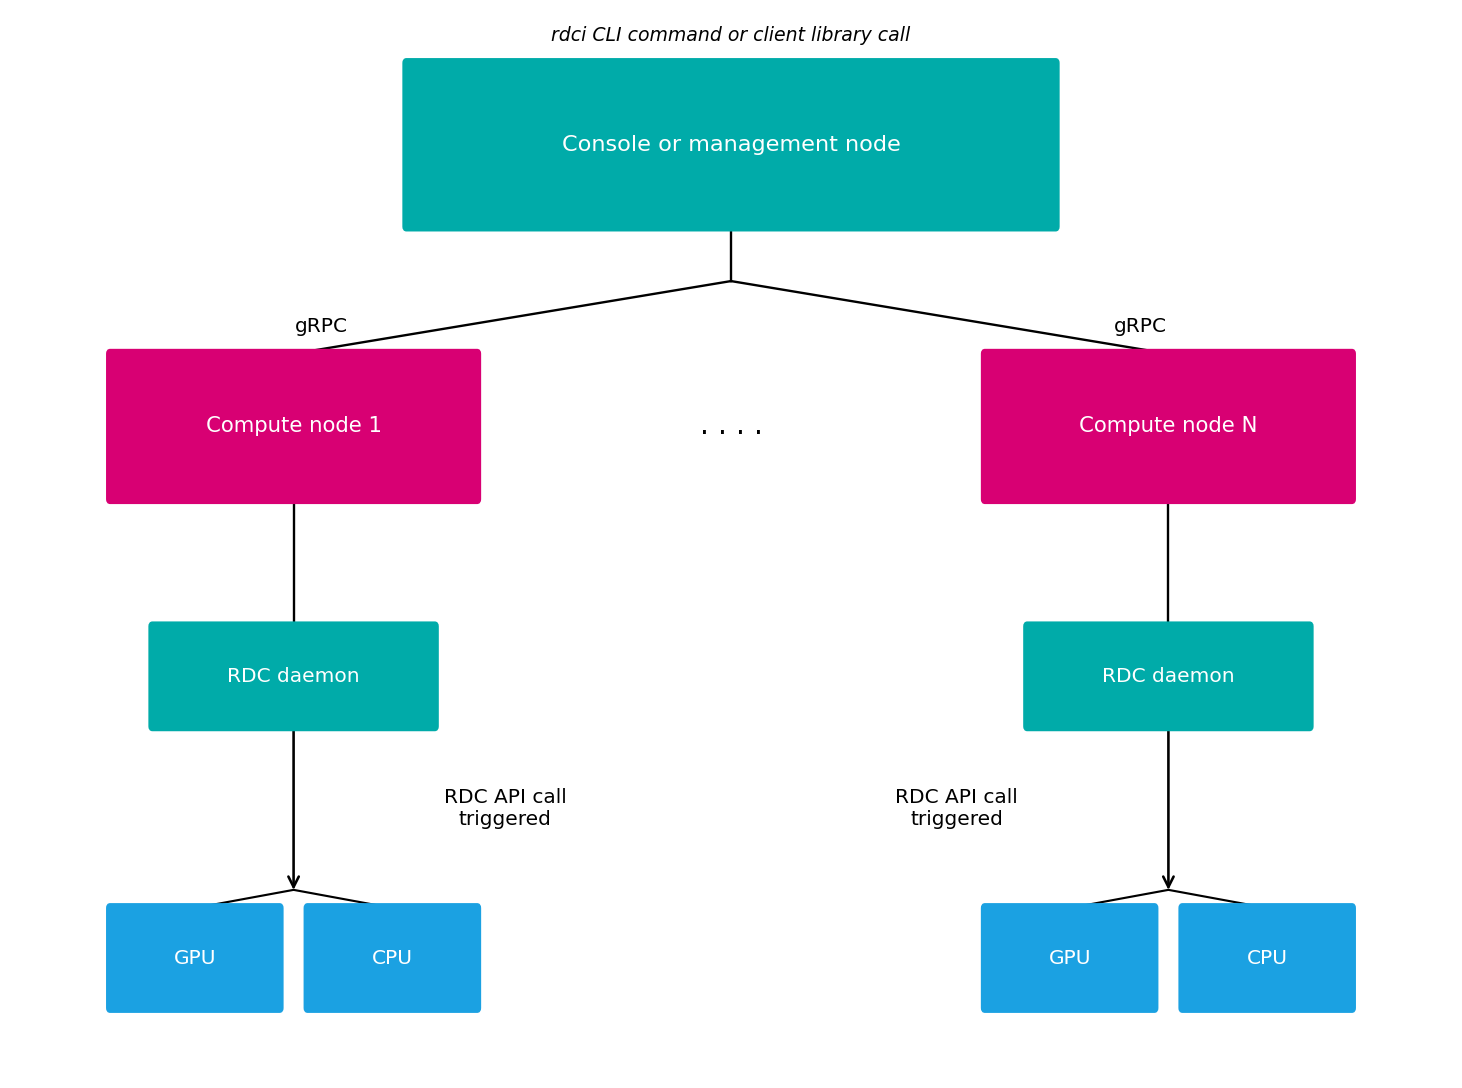 rdci CLI command or client library call
Console or management node
gRPC
gRPC
Compute node 1
. . . .
Compute node N
RDC daemon
RDC daemon
RDC API call
triggered
RDC API call
triggered
GPU
CPU
GPU
CPU